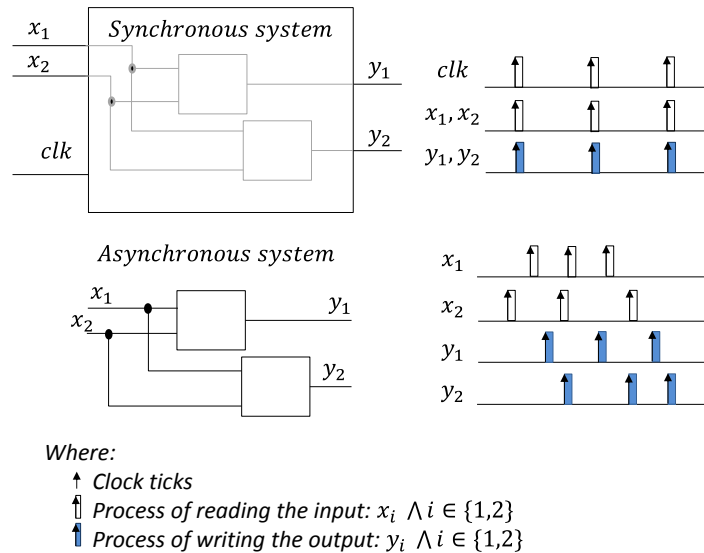 Synchronous system
x₁
x₂
clk
y₁
y₂
clk
x₁, x₂
y₁, y₂
Asynchronous system
x₁
x₂
y₁
y₂
x₁
x₂
y₁
y₂
Where:
Clock ticks
Process of reading the input: xᵢ ∧ i ∈ {1,2}
Process of writing the output: yᵢ ∧ i ∈ {1,2}